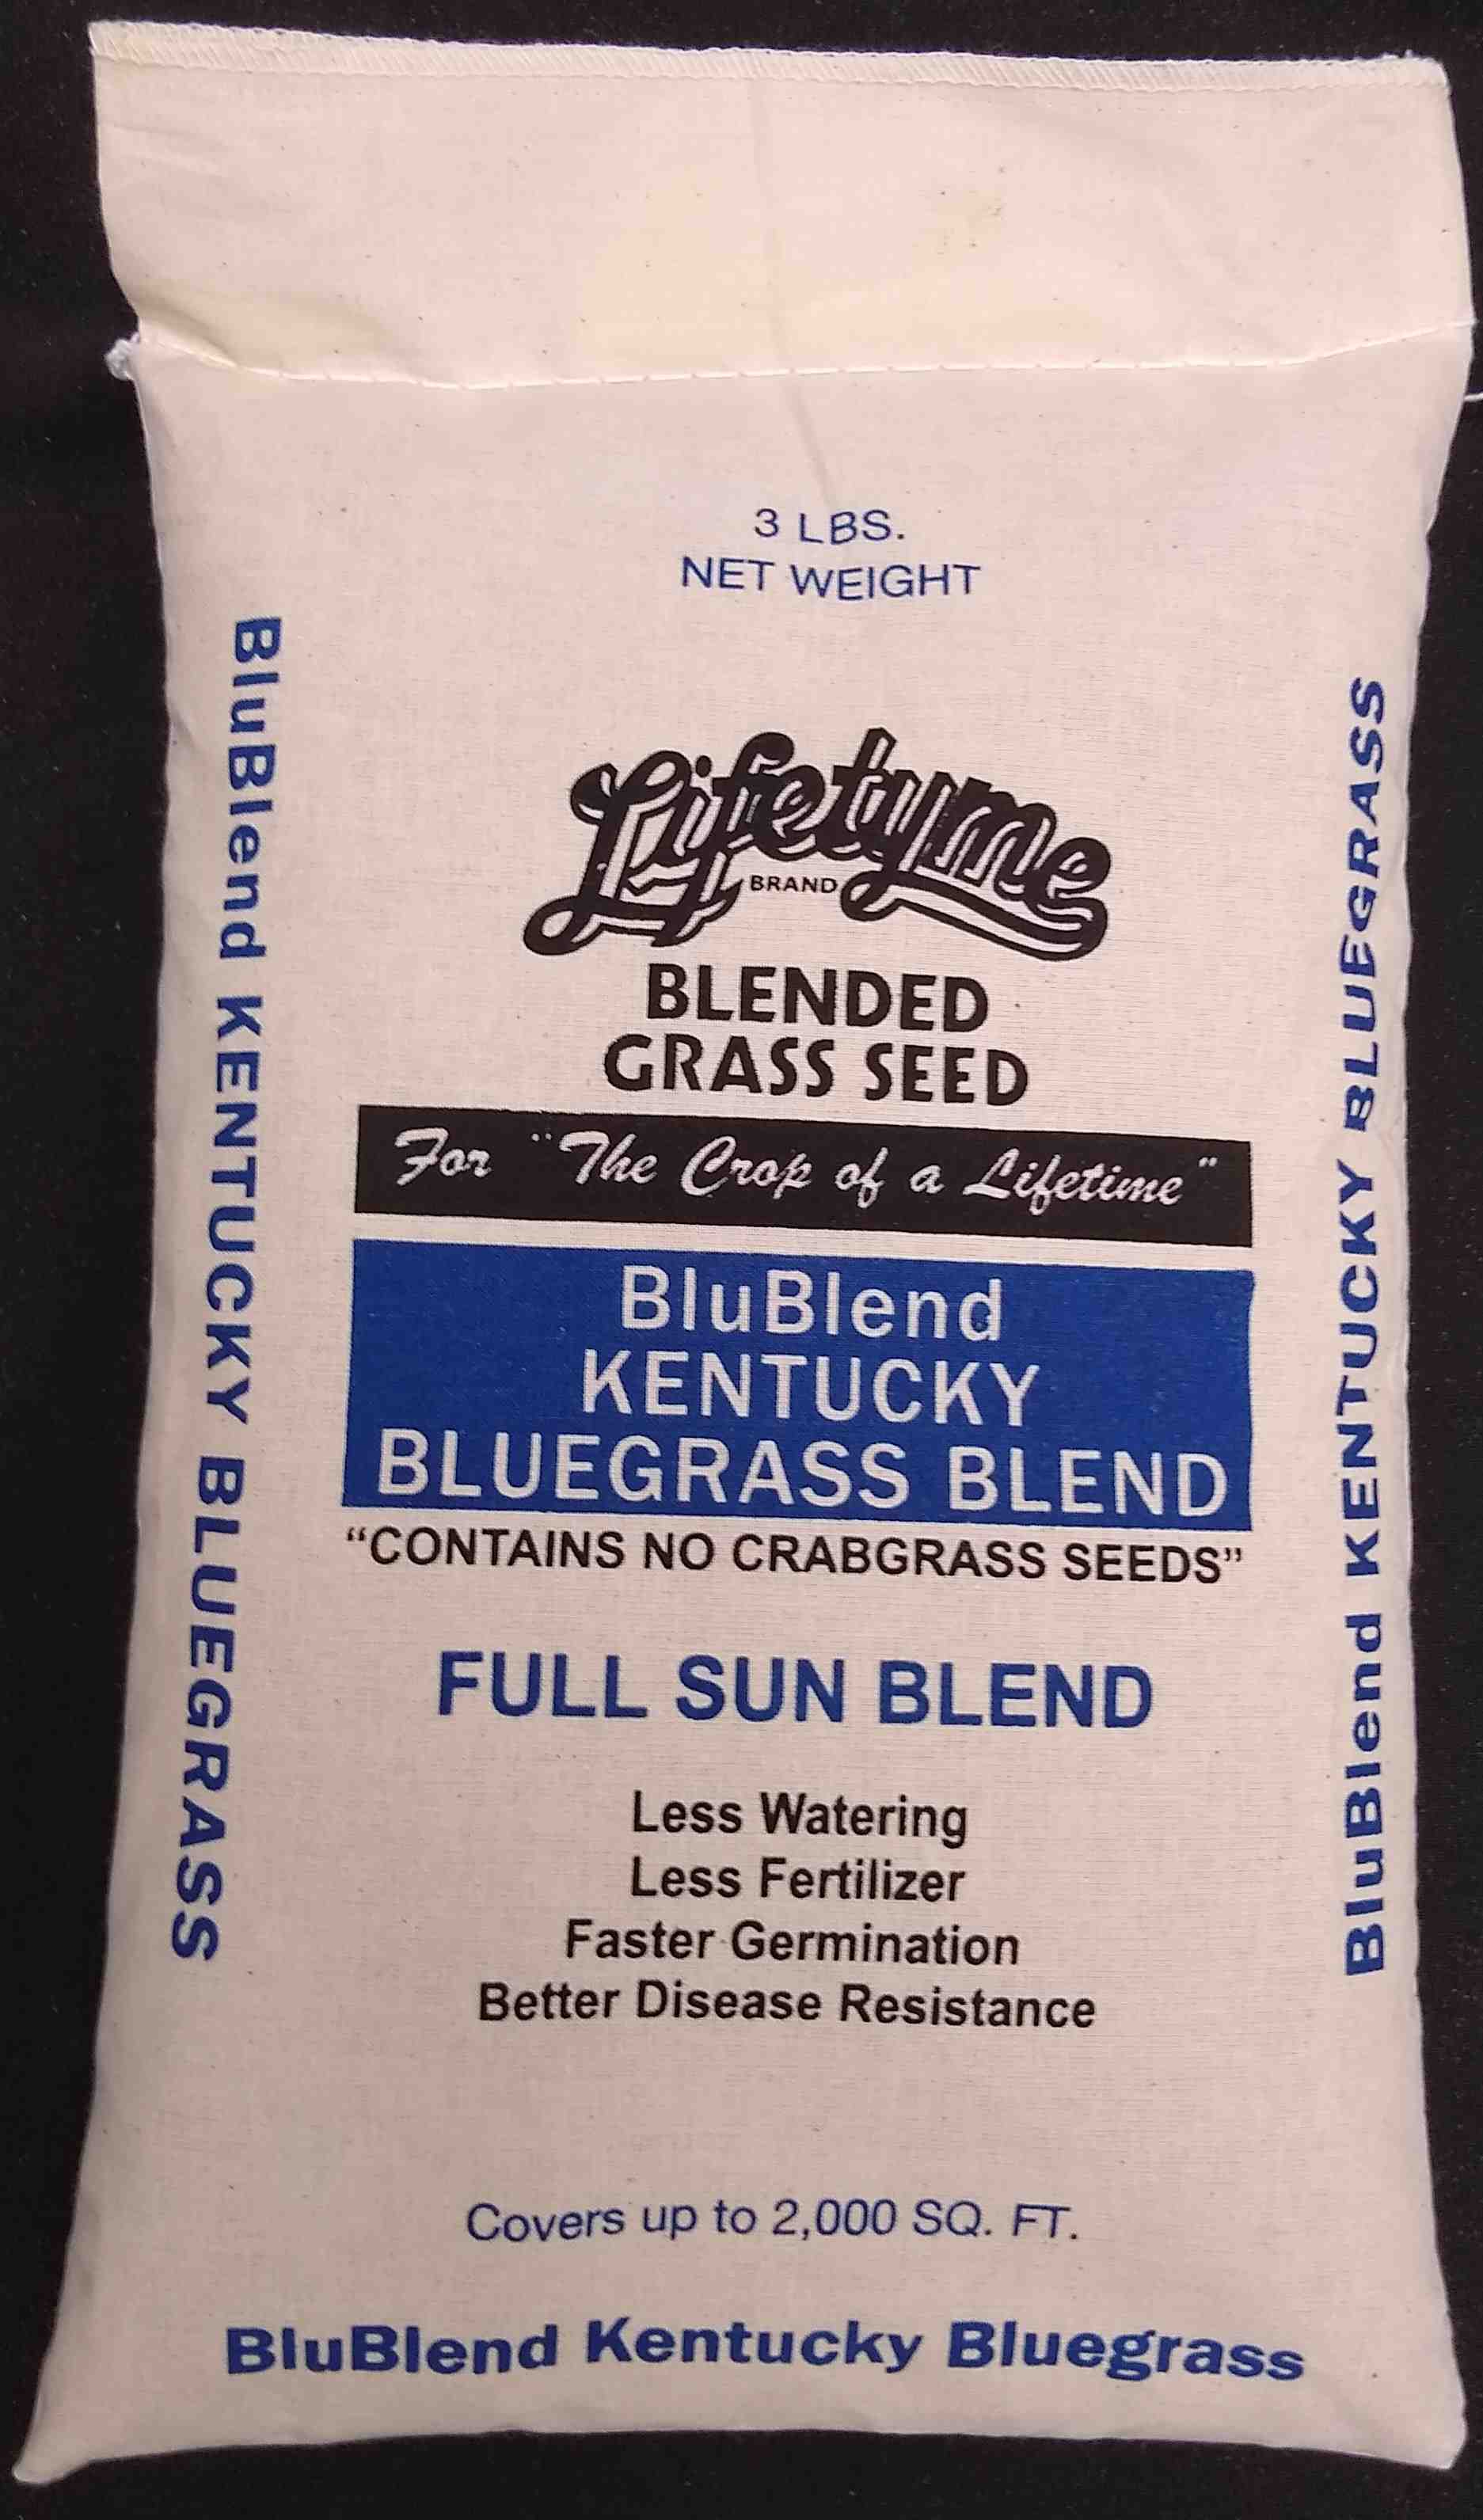 3 LBS.
NET WEIGHT
Lifetyme
BRAND
BLENDED
GRASS SEED
For "The Crop of a Lifetime"
BluBlend
KENTUCKY
BLUEGRASS BLEND
“CONTAINS NO CRABGRASS SEEDS”
FULL SUN BLEND
Less Watering
Less Fertilizer
Faster Germination
Better Disease Resistance
Covers up to 2,000 SQ. FT.
BluBlend Kentucky Bluegrass
BluBlend KENTUCKY BLUEGRASS
BluBlend KENTUCKY BLUEGRASS